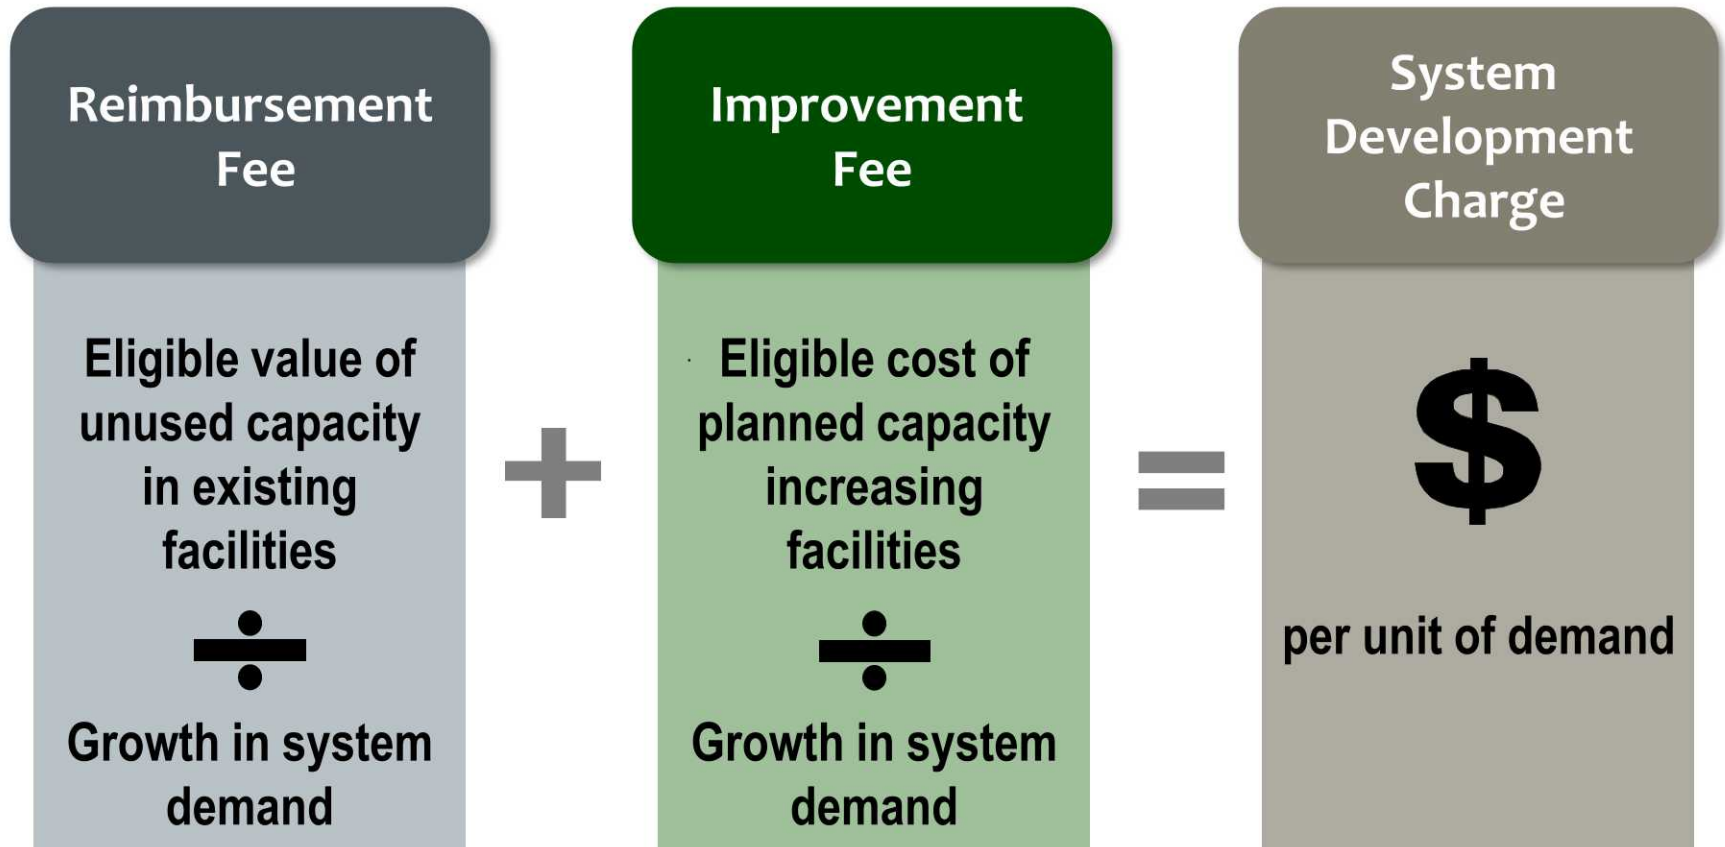 Reimbursement
Fee
Eligible value of
unused capacity
in existing
facilities
÷
Growth in system
demand
+
Improvement
Fee
Eligible cost of
planned capacity
increasing
facilities
÷
Growth in system
demand
=
System
Development
Charge
$
per unit of demand